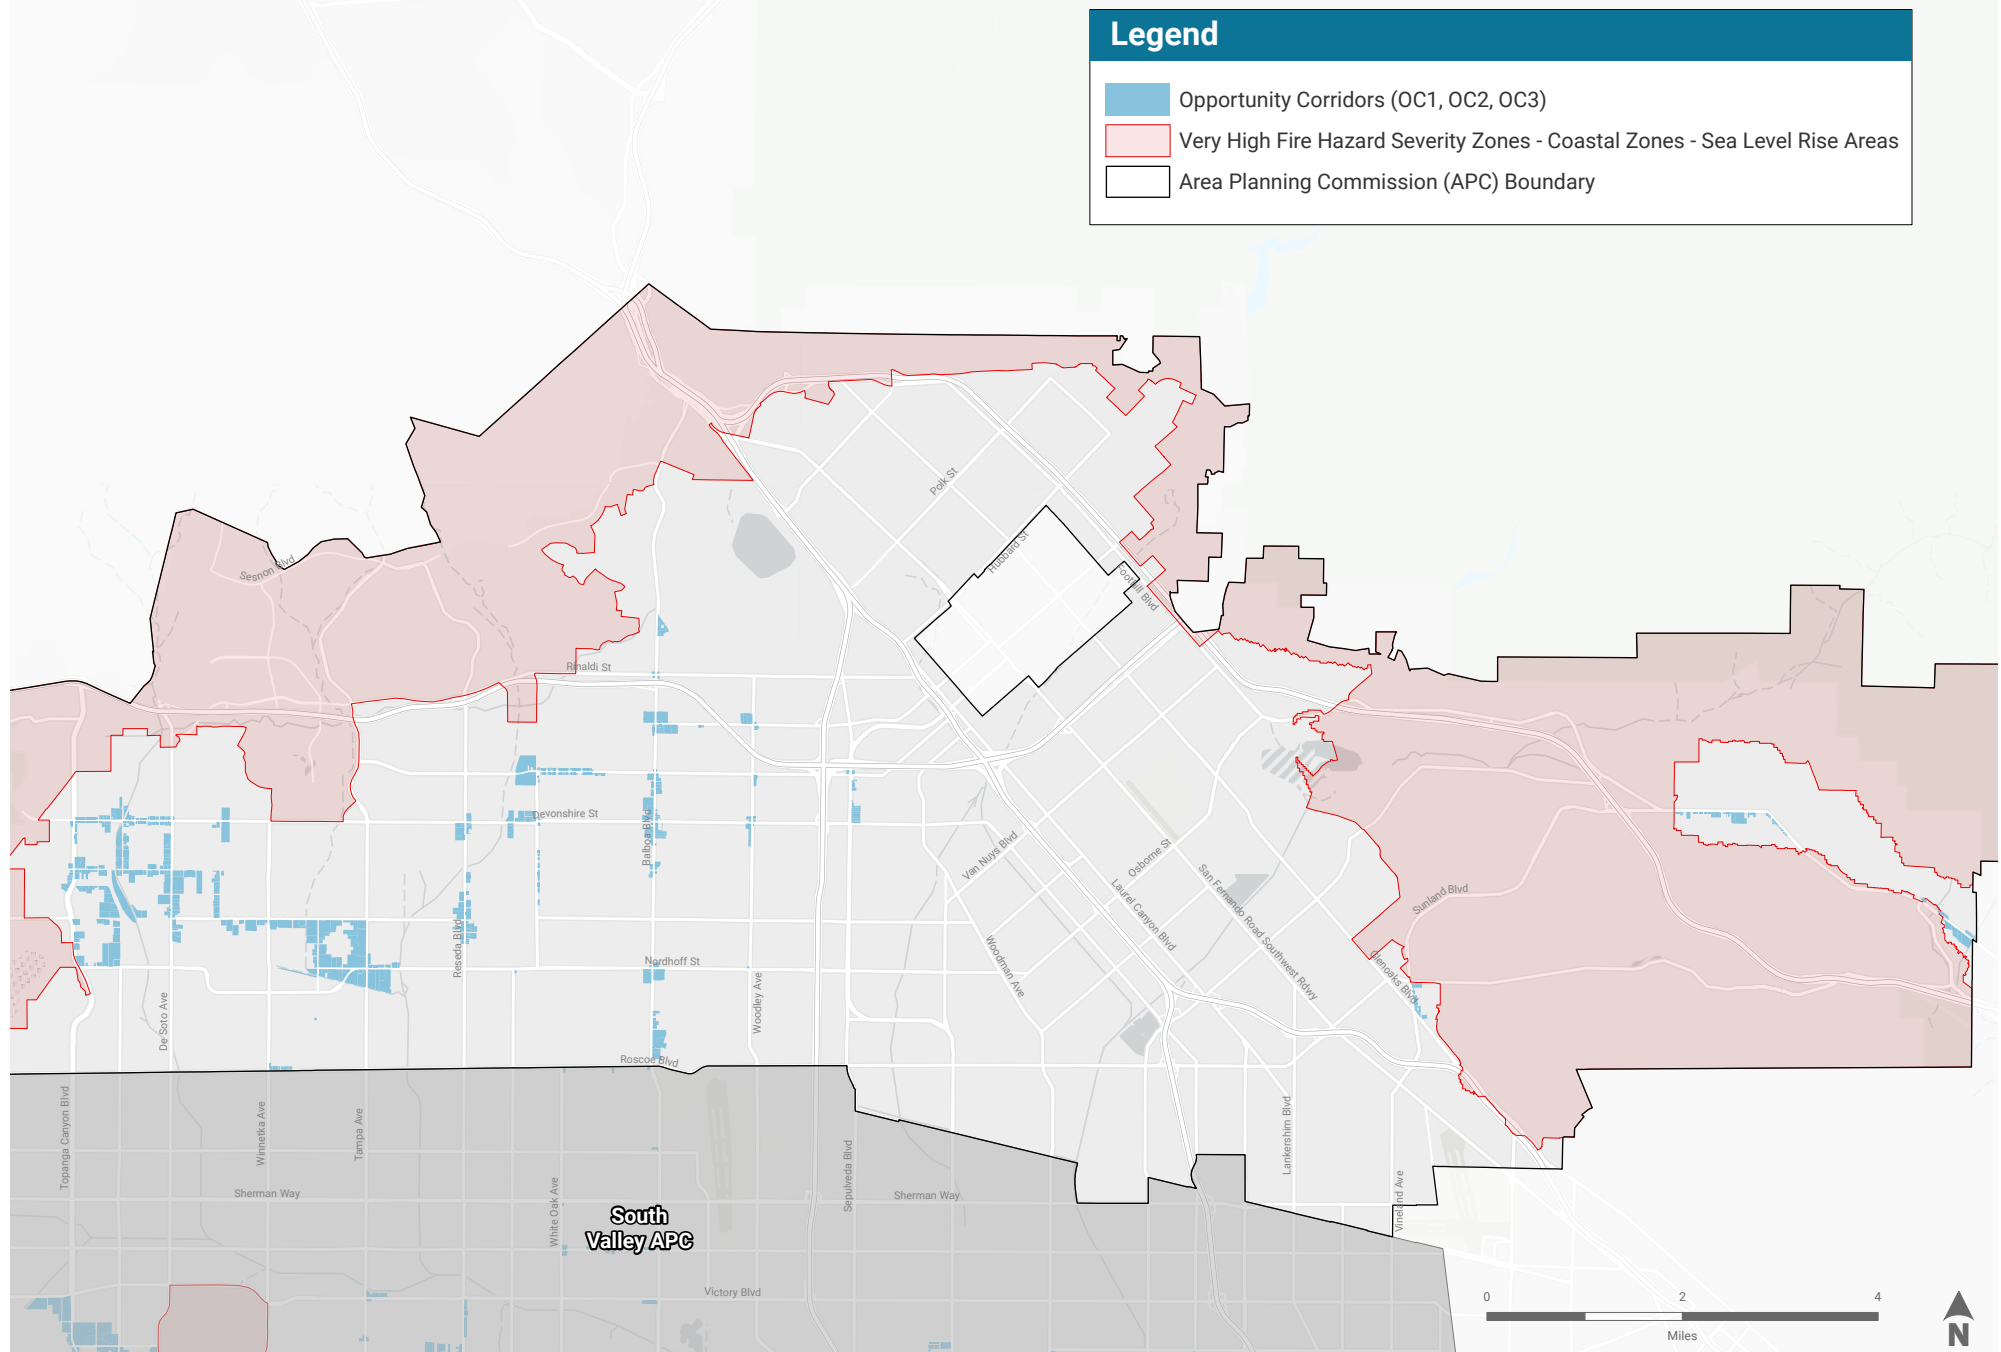 Legend
Opportunity Corridors (OC1, OC2, OC3)
Very High Fire Hazard Severity Zones - Coastal Zones - Sea Level Rise Areas
Area Planning Commission (APC) Boundary
Polk St
Hubbard St
Foothill Blvd
Sesnon Blvd
Rinaldi St
Devonshire St
Balboa Blvd
Van Nuys Blvd
Osborne St
Laurel Canyon Blvd
San Fernando Road Southwest Rdwy
Sunland Blvd
Reseda Blvd
Nordhoff St
Woodman Ave
Glenoaks Blvd
De Soto Ave
Woodley Ave
Roscoe Blvd
Topanga Canyon Blvd
Winnetka Ave
Tampa Ave
Lankershim Blvd
Sepulveda Blvd
White Oak Ave
Vineland Ave
Sherman Way
Sherman Way
South
Valley APC
Victory Blvd
0 2 4
Miles
N